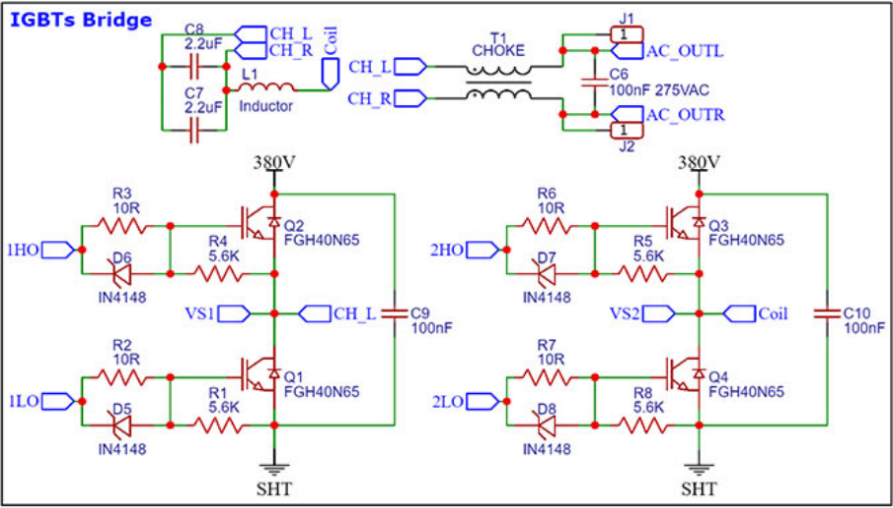 IGBTs Bridge
C8
2.2uF
CH_L
CH_R
Coil
C7
2.2uF
L1
Inductor
CH_L
CH_R
T1
CHOKE
J1
1
AC_OUTL
C6
100nF 275VAC
AC_OUTR
1
J2
380V
R3
10R
Q2
FGH40N65
1HO
D6
IN4148
R4
5.6K
VS1
CH_L
C9
100nF
R2
10R
Q1
FGH40N65
1LO
D5
IN4148
R1
5.6K
SHT
380V
R6
10R
Q3
FGH40N65
2HO
D7
IN4148
R5
5.6K
VS2
Coil
C10
100nF
R7
10R
Q4
FGH40N65
2LO
D8
IN4148
R8
5.6K
SHT